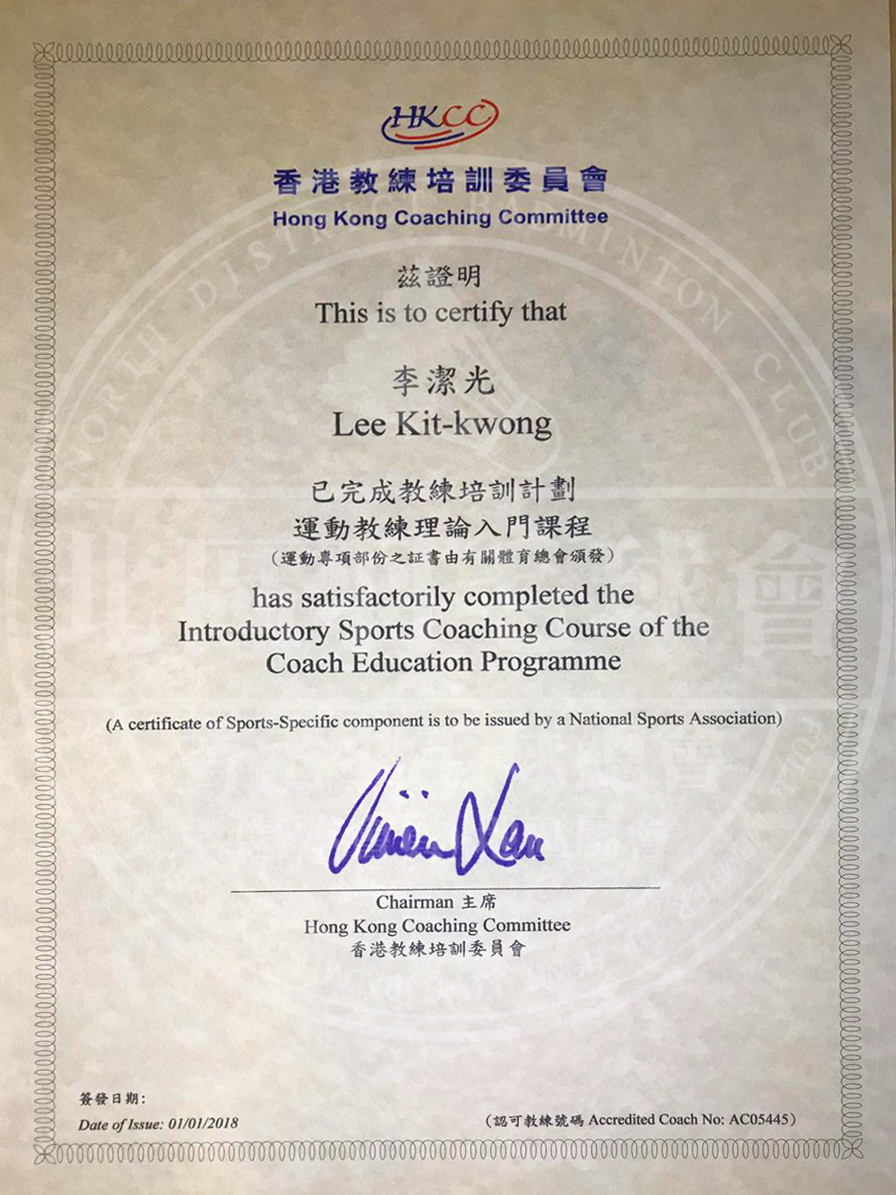 HKCC
香港教練培訓委員會
Hong Kong Coaching Committee
茲證明
This is to certify that
李潔光
Lee Kit-kwong
已完成教練培訓計劃
運動教練理論入門課程
(運動專項部份之証書由有關體育總會頒發)
has satisfactorily completed the
Introductory Sports Coaching Course of the
Coach Education Programme
(A certificate of Sports-Specific component is to be issued by a National Sports Association)
Chairman 主席
Hong Kong Coaching Committee
香港教練培訓委員會
簽發日期:
Date of Issue: 01/01/2018
(認可教練號碼 Accredited Coach No: AC05445)
NORTH DISTRICT BADMINTON CLUB